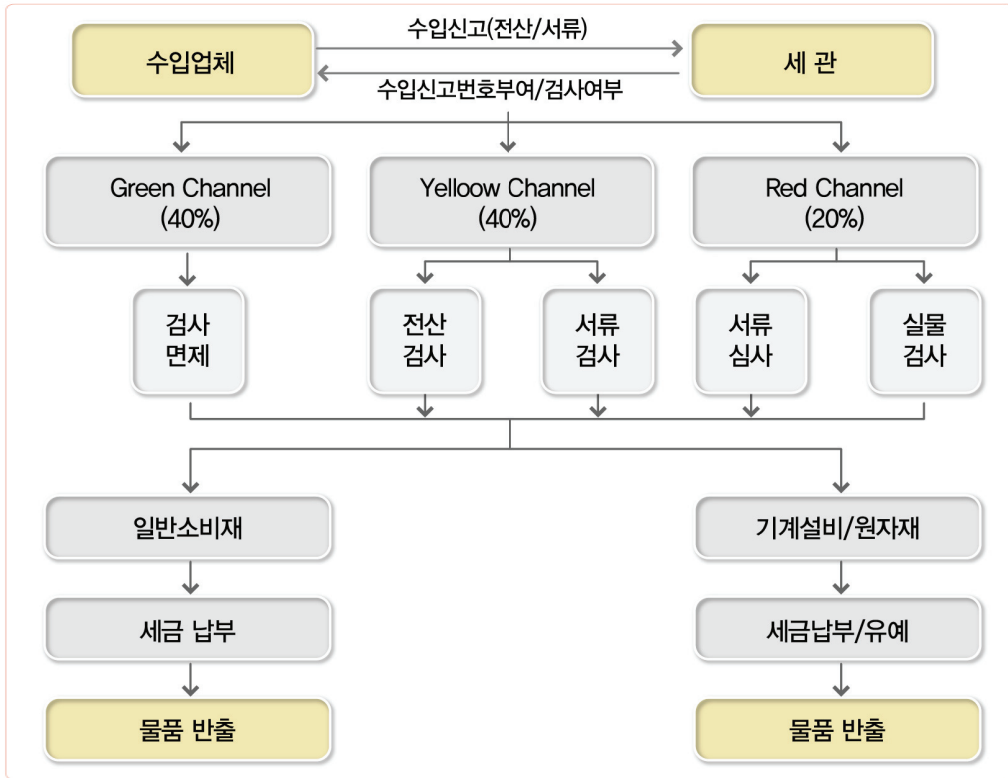 수입업체
수입신고(전산/서류)
세 관
수입신고번호부여/검사여부
Green Channel
(40%)
Yelloow Channel
(40%)
Red Channel
(20%)
검사
면제
전산
검사
서류
검사
서류
심사
실물
검사
일반소비재
기계설비/원자재
세금 납부
세금납부/유예
물품 반출
물품 반출